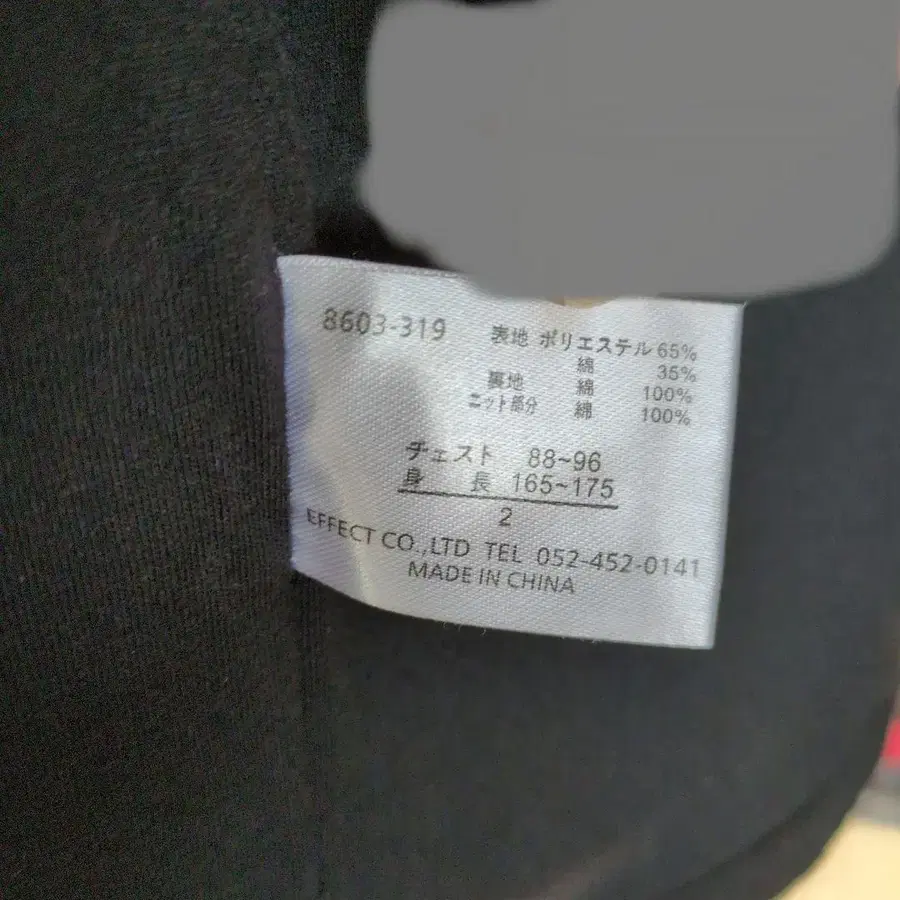 8603-319 表地 ポリエステル 65%
綿 35%
裏地 綿 100%
ニット部分 綿 100%
チェスト 88~96
身長 165~175
2
EFFECT CO.,LTD TEL 052-452-0141
MADE IN CHINA